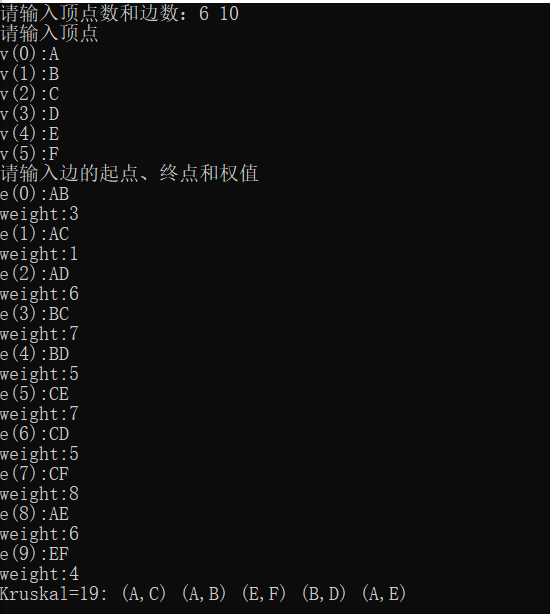 请输入顶点数和边数：6 10
请输入顶点
v(0):A
v(1):B
v(2):C
v(3):D
v(4):E
v(5):F
请输入边的起点、终点和权值
e(0):AB
weight:3
e(1):AC
weight:1
e(2):AD
weight:6
e(3):BC
weight:7
e(4):BD
weight:5
e(5):CE
weight:7
e(6):CD
weight:5
e(7):CF
weight:8
e(8):AE
weight:6
e(9):EF
weight:4
Kruskal=19: (A,C) (A,B) (E,F) (B,D) (A,E)